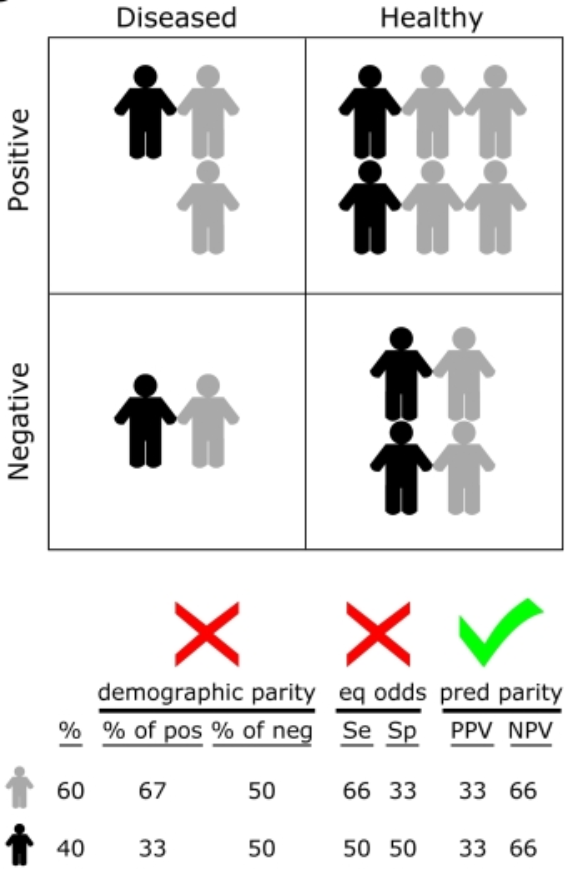 Diseased Healthy
Positive
Negative
demographic parity eq odds pred parity
% % of pos % of neg Se Sp PPV NPV
60 67 50 66 33 33 66
40 33 50 50 50 33 66